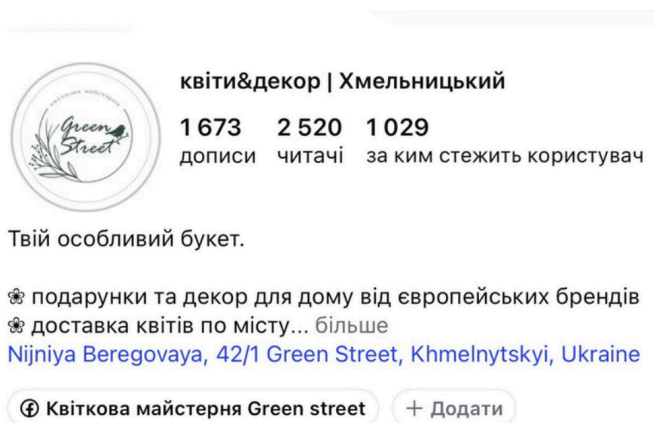 квіткова майстерня
Green
Street
квіти&декор | Хмельницький
1 673 2 520 1 029
дописи читачі за ким стежить користувач
Твій особливий букет.
❀ подарунки та декор для дому від європейських брендів
❀ доставка квітів по місту... більше
Nijniya Beregovaya, 42/1 Green Street, Khmelnytskyi, Ukraine
Квіткова майстерня Green street + Додати